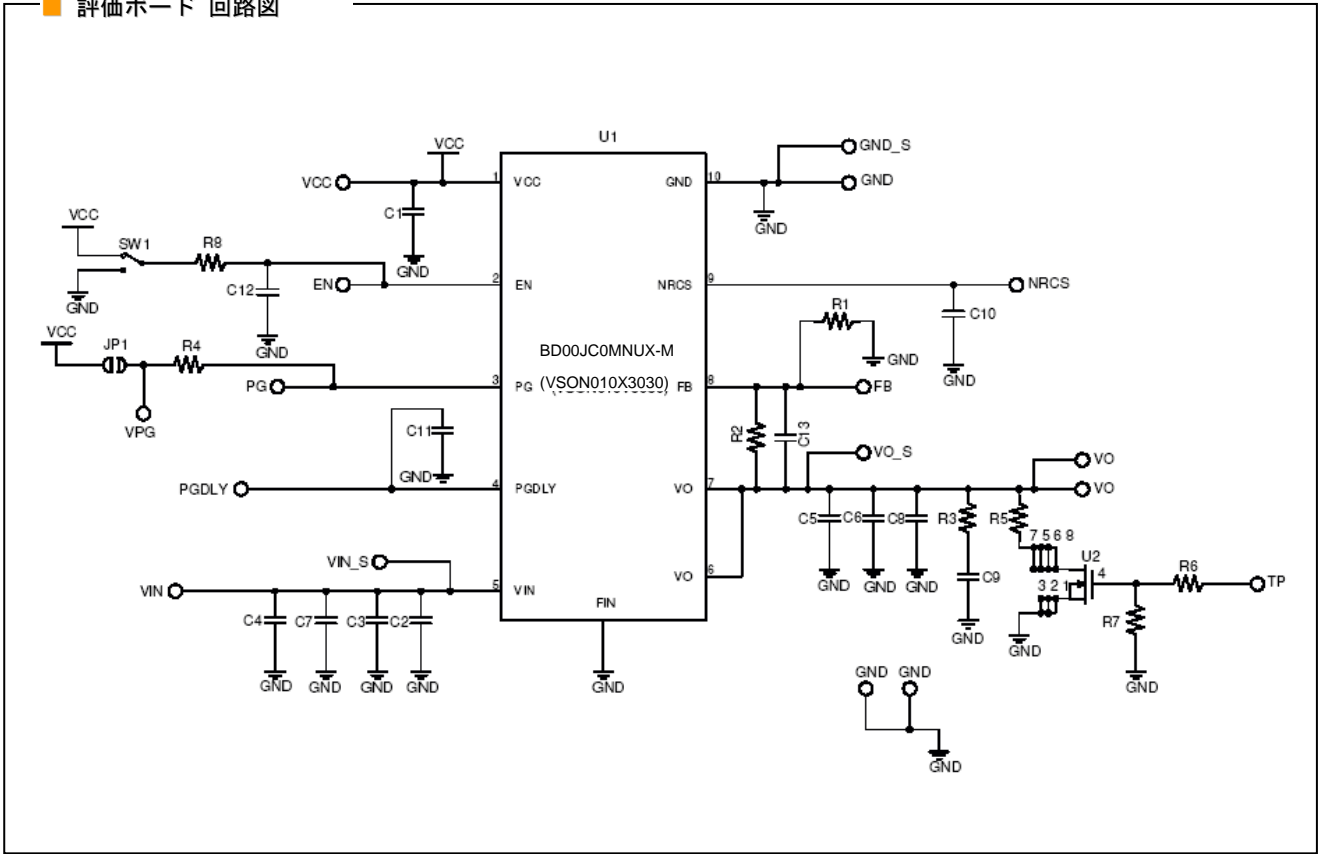 ■ 評価ボード 回路図
U1
VCC
VCC
1
VCC
C1
GND
VCC
SW1
R8
GND
C12
GND
EN
2
EN
VCC
JP1
R4
VPG
PG
3
PG
C11
GND
PGDLY
4
PGDLY
VIN_S
VIN
5
VIN
C4
C7
C3
C2
GND
GND
GND
GND
BD00JC0MNUX-M
(VSON010X3030)
FIN
GND
GND
10
GND_S
GND
GND
NRCS
9
NRCS
C10
GND
R1
GND
FB
8
FB
R2
C13
VO_S
VO
7
VO
VO
VO
6
C5
C6
C8
R3
R5
GND
GND
GND
C9
GND
7 5 6 8
U2
3 2 1
4
GND
R6
TP
R7
GND
GND
GND
GND